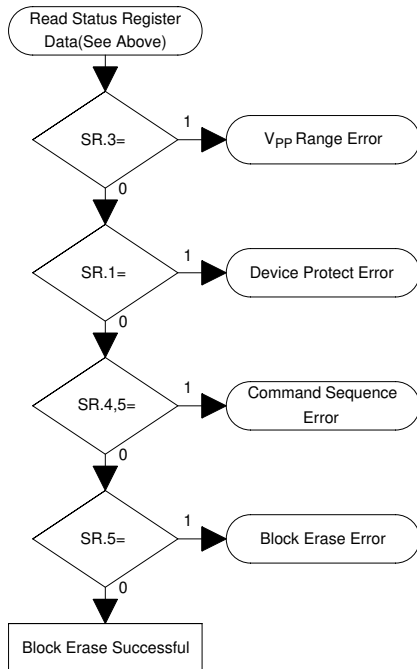 Read Status Register
Data(See Above)
SR.3=
1
VPP Range Error
0
SR.1=
1
Device Protect Error
0
SR.4,5=
1
Command Sequence
Error
0
SR.5=
1
Block Erase Error
0
Block Erase Successful